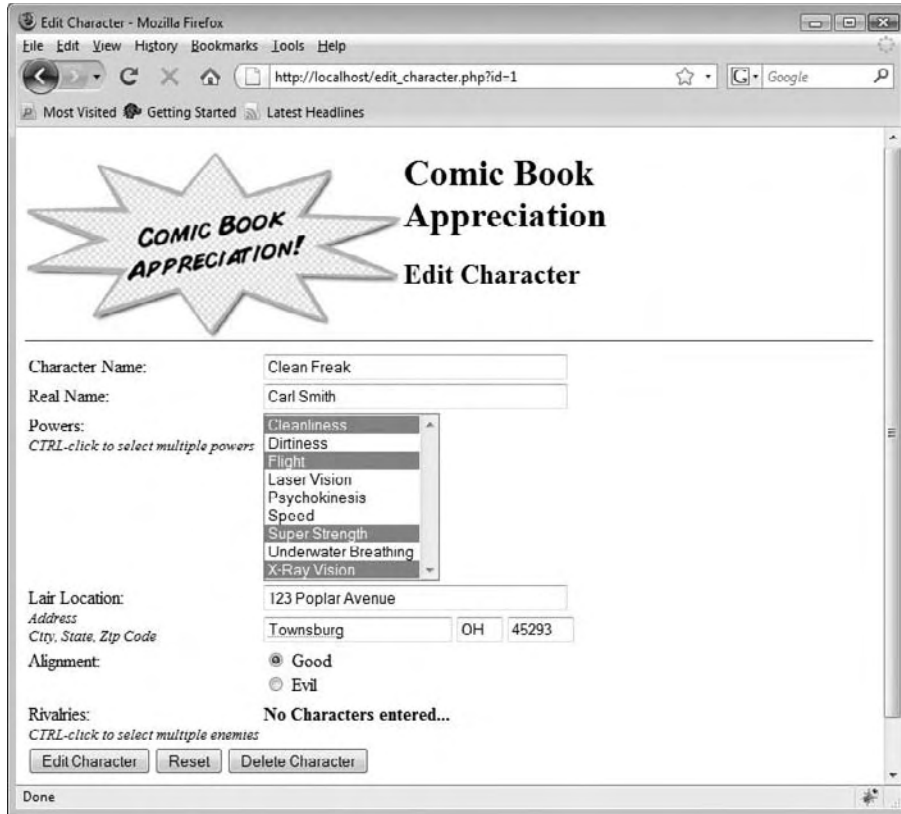 Edit Character - Mozilla Firefox
File Edit View History Bookmarks Tools Help
http://localhost/edit_character.php?id=1
G Google
Most Visited Getting Started Latest Headlines
COMIC BOOK
APPRECIATION!
Comic Book
Appreciation
Edit Character
Character Name: Clean Freak
Real Name: Carl Smith
Powers:
CTRL-click to select multiple powers
Cleanliness
Dirtiness
Flight
Laser Vision
Psychokinesis
Speed
Super Strength
Underwater Breathing
X-Ray Vision
Lair Location: 123 Poplar Avenue
Address
City, State, Zip Code
Townsburg OH 45293
Alignment: Good
Evil
Rivalries: No Characters entered...
CTRL-click to select multiple enemies
Edit Character Reset Delete Character
Done